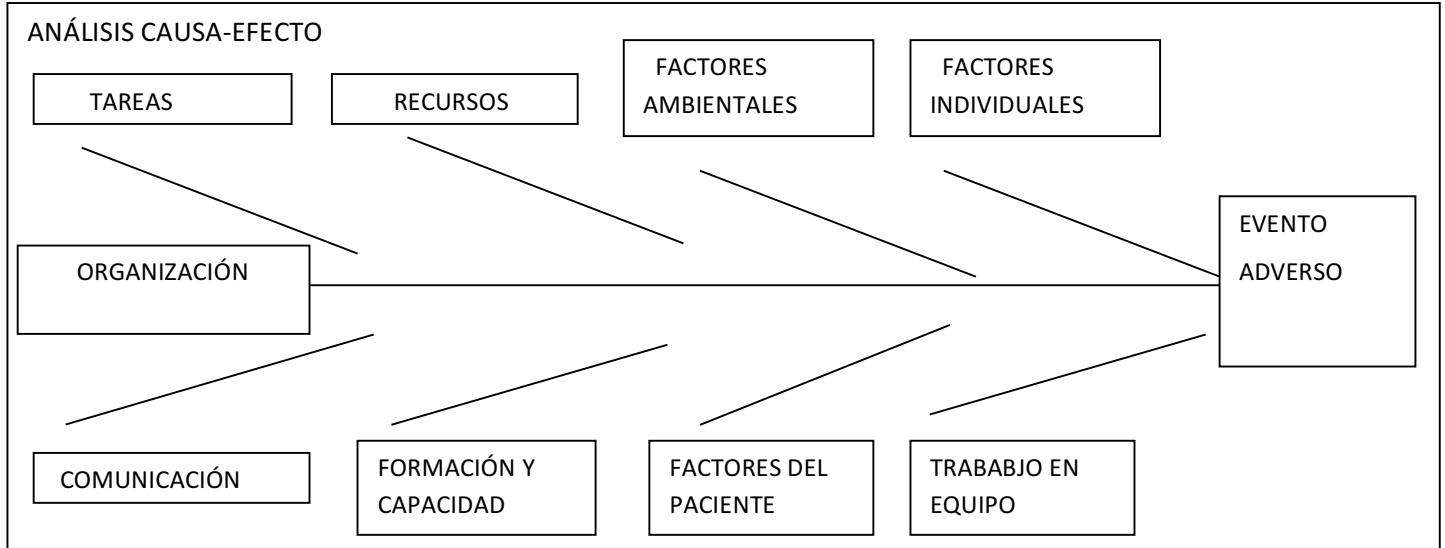 ANÁLISIS CAUSA-EFECTO
TAREAS
RECURSOS
FACTORES
AMBIENTALES
FACTORES
INDIVIDUALES
ORGANIZACIÓN
EVENTO
ADVERSO
COMUNICACIÓN
FORMACIÓN Y
CAPACIDAD
FACTORES DEL
PACIENTE
TRABABJO EN
EQUIPO